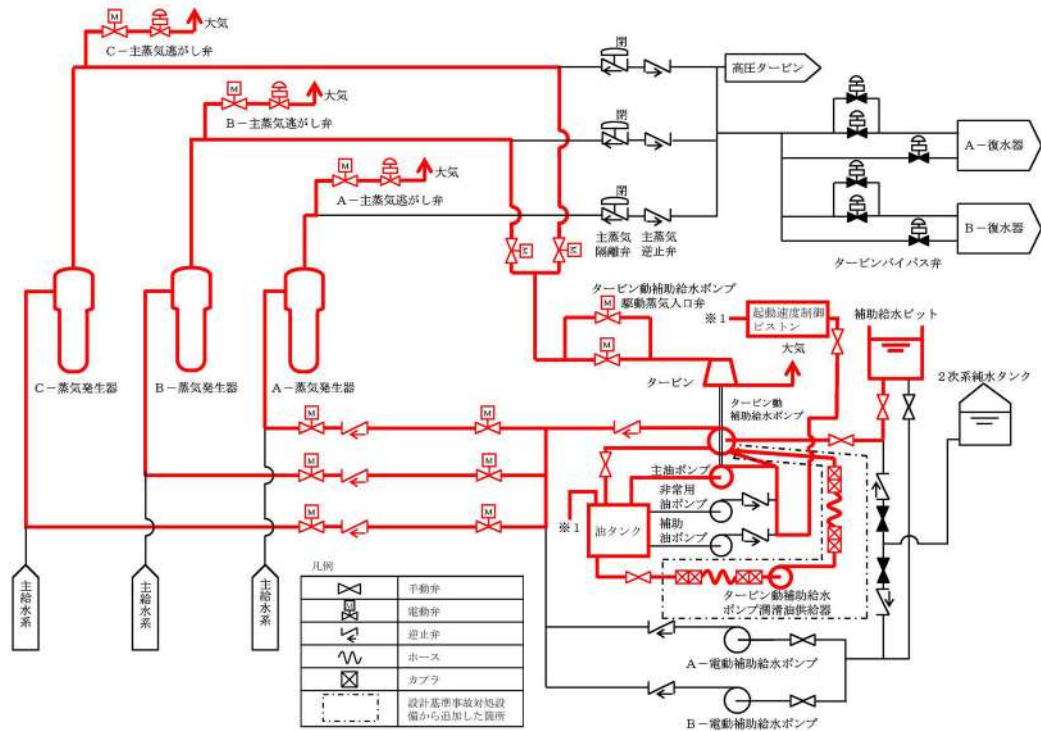 大気
C-主蒸気逃がし弁
大気
B-主蒸気逃がし弁
大気
A-主蒸気逃がし弁
M
M
M
閉
閉
閉
高圧タービン
主蒸気
隔離弁
主蒸気
逆止弁
A-復水器
B-復水器
タービンバイパス弁
M
M
タービン動補助給水ポンプ
駆動蒸気入口弁
M
M
※1
起動速度制御
ピストン
補助給水ピット
大気
2次系純水タンク
タービン
タービン動
補助給水ポンプ
C-蒸気発生器
B-蒸気発生器
A-蒸気発生器
M
M
M
M
M
M
主油ポンプ
非常用
油ポンプ
補助
油ポンプ
※1
油タンク
タービン動補助給水
ポンプ潤滑油供給器
主給水系
主給水系
主給水系
A-電動補助給水ポンプ
B-電動補助給水ポンプ
凡例
手動弁
M
電動弁
逆止弁
ホース
カプラ
設計基準事故対処設
備から追加した箇所